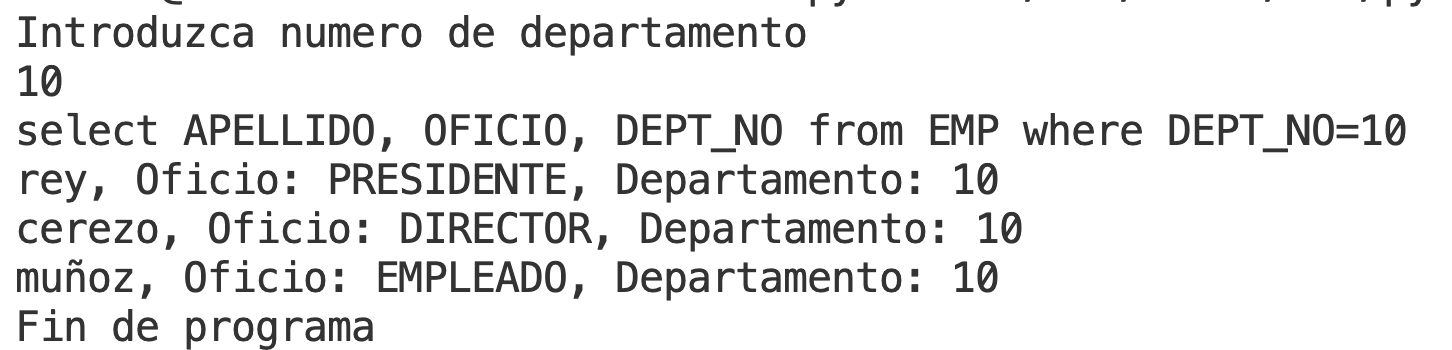 Introduzca numero de departamento
10
select APELLIDO, OFICIO, DEPT_NO from EMP where DEPT_NO=10
rey, Oficio: PRESIDENTE, Departamento: 10
cerezo, Oficio: DIRECTOR, Departamento: 10
muñoz, Oficio: EMPLEADO, Departamento: 10
Fin de programa